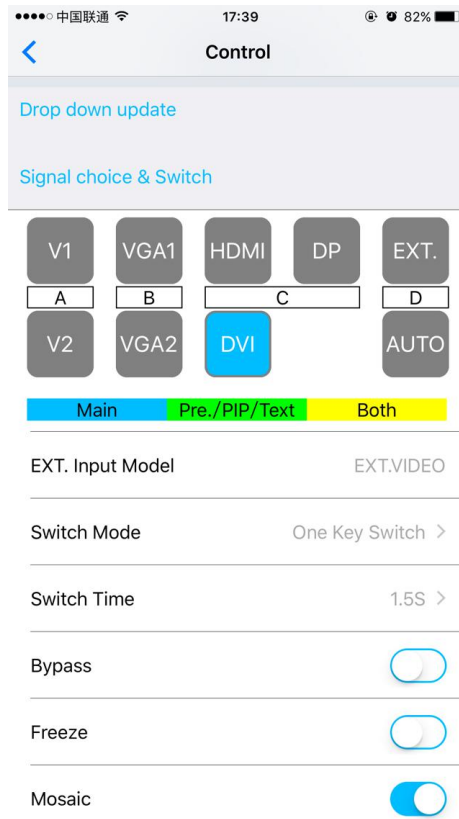 中国联通 17:39 82%
Control
Drop down update
Signal choice & Switch
V1 VGA1 HDMI DP EXT.
A B C D
V2 VGA2 DVI AUTO
Main Pre./PIP/Text Both
EXT. Input Model EXT.VIDEO
Switch Mode One Key Switch >
Switch Time 1.5S >
Bypass
Freeze
Mosaic